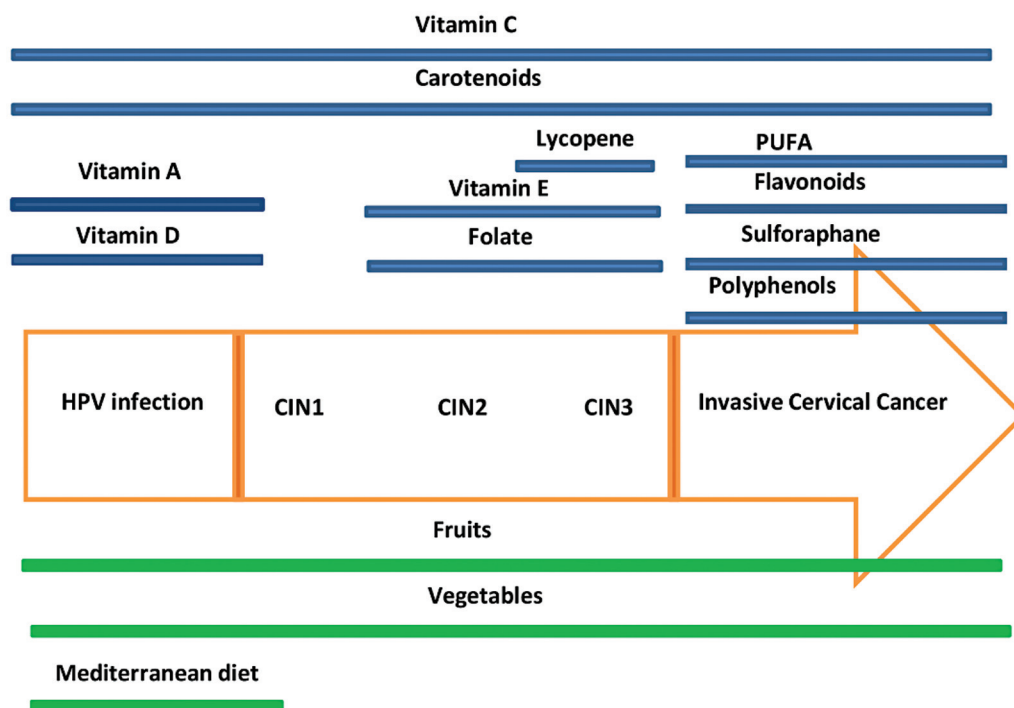 Vitamin C
Carotenoids
Lycopene
PUFA
Vitamin A
Vitamin E
Flavonoids
Vitamin D
Folate
Sulforaphane
Polyphenols
HPV infection
CIN1
CIN2
CIN3
Invasive Cervical Cancer
Fruits
Vegetables
Mediterranean diet